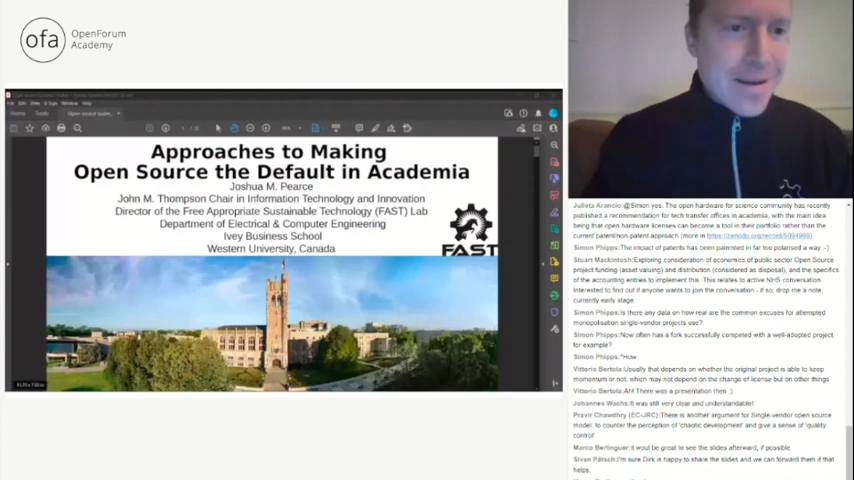 ofa
OpenForum
Academy
Home Tools
Approaches to Making
Open Source the Default in Academia
Joshua M. Pearce
John M. Thompson Chair in Information Technology and Innovation
Director of the Free Appropriate Sustainable Technology (FAST) Lab
Department of Electrical & Computer Engineering
Ivey Business School
Western University, Canada
FAST
Julieta Arancio:@Simon yes. The open hardware for science community has recently
published a recommendation for tech transfer offices in academia, with the main idea
being that open hardware licenses can become a tool in their portfolio rather than the
current patent/non patent approach (more in
Simon Phipps:The impact of patents has been painted in far too polarised a way :-)
Stuart Mackintosh:Exploring consideration of economics of public sector Open Source
project funding (asset valuing) and distribution (considered as disposal), and the specifics
of the accounting entries to implement this. This relates to active NHS conversation.
Interested to find out if anyone wants to join the conversation - if so, drop me a note,
currently early stage.
Simon Phipps:Is there any data on how real are the common excuses for attempted
monopolisation single-vendor projects use?
Simon Phipps:Now often has a fork successfully competed with a well-adopted project,
for example?
Simon Phipps:*How
Vittorio Bertola:Usually that depends on whether the original project is able to keep
momentum or not, which may not depend on the change of license but on other things
Vittorio Bertola:Ah! There was a presentation then :)
Johannes Wachs:It was still very clear and understandable!
Pravir Chawdhry (EC-JRC):There is another argument for Single-vendor open source
model: to counter the perception of 'chaotic development' and give a sense of 'quality
control'
Marco Berlinguer:it woul be great to see the slides afterward, if possible
Sivan Pätsch:I'm sure Dirk is happy to share the slides and we can forward them if that
helps.